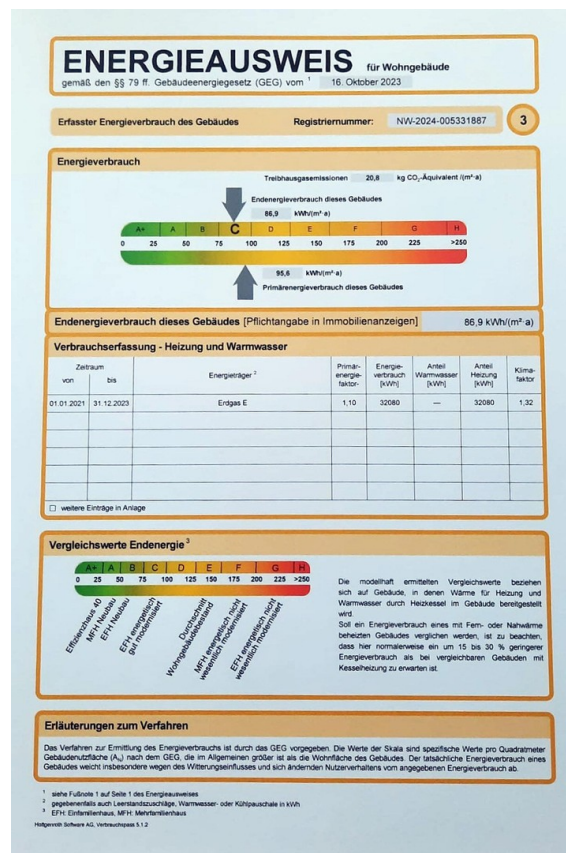 ENERGIEAUSWEIS für Wohngebäude
gemäß den §§ 79 ff. Gebäudeenergiegesetz (GEG) vom ¹ 16. Oktober 2023
Erfasster Energieverbrauch des Gebäudes Registriernummer: NW-2024-005331887 3
Energieverbrauch
Treibhausgasemissionen 20,8 kg CO₂-Äquivalent /(m²·a)
Endenergieverbrauch dieses Gebäudes
86,9 kWh/(m²·a)
A+ A B C D E F G H
0 25 50 75 100 125 150 175 200 225 >250
95,6 kWh/(m²·a)
Primärenergieverbrauch dieses Gebäudes
Endenergieverbrauch dieses Gebäudes [Pflichtangabe in Immobilienanzeigen] 86,9 kWh/(m²·a)
Verbrauchserfassung - Heizung und Warmwasser
Zeitraum
von bis
Energieträger ²
Primär-
energie-
faktor-
Energie-
verbrauch
[kWh]
Anteil
Warmwasser
[kWh]
Anteil
Heizung
[kWh]
Klima-
faktor
01.01.2021 31.12.2023 Erdgas E 1,10 32080 — 32080 1,32
☐ weitere Einträge in Anlage
Vergleichswerte Endenergie ³
A+ A B C D E F G H
0 25 50 75 100 125 150 175 200 225 >250
Effizienzhaus 40
MFH Neubau
EFH Neubau
EFH energetisch
gut modernisiert
Durchschnitt
Wohngebäudebestand
MFH energetisch nicht
wesentlich modernisiert
EFH energetisch nicht
wesentlich modernisiert
Die modellhaft ermittelten Vergleichswerte beziehen
sich auf Gebäude, in denen Wärme für Heizung und
Warmwasser durch Heizkessel im Gebäude bereitgestellt
wird.
Soll ein Energieverbrauch eines mit Fern- oder Nahwärme
beheizten Gebäudes verglichen werden, ist zu beachten,
dass hier normalerweise ein um 15 bis 30 % geringerer
Energieverbrauch als bei vergleichbaren Gebäuden mit
Kesselheizung zu erwarten ist.
Erläuterungen zum Verfahren
Das Verfahren zur Ermittlung des Energieverbrauchs ist durch das GEG vorgegeben. Die Werte der Skala sind spezifische Werte pro Quadratmeter
Gebäudenutzfläche (A_N) nach dem GEG, die im Allgemeinen größer ist als die Wohnfläche des Gebäudes. Der tatsächliche Energieverbrauch eines
Gebäudes weicht insbesondere wegen des Witterungseinflusses und sich ändernden Nutzerverhaltens vom angegebenen Energieverbrauch ab.
¹ siehe Fußnote 1 auf Seite 1 des Energieausweises
² gegebenenfalls auch Leerstandszuschläge, Warmwasser- oder Kühlpauschale in kWh
³ EFH: Einfamilienhaus, MFH: Mehrfamilienhaus
Hottgenroth Software AG, Verbrauchspass 5.1.2